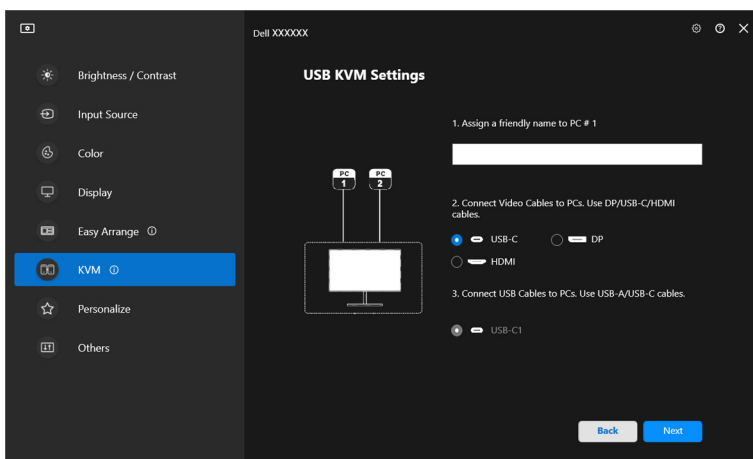 Dell XXXXXX
Brightness / Contrast
Input Source
Color
Display
Easy Arrange
KVM
Personalize
Others
USB KVM Settings
PC
1
PC
2
1. Assign a friendly name to PC # 1
2. Connect Video Cables to PCs. Use DP/USB-C/HDMI
cables.
USB-C
DP
HDMI
3. Connect USB Cables to PCs. Use USB-A/USB-C cables.
USB-C1
Back
Next